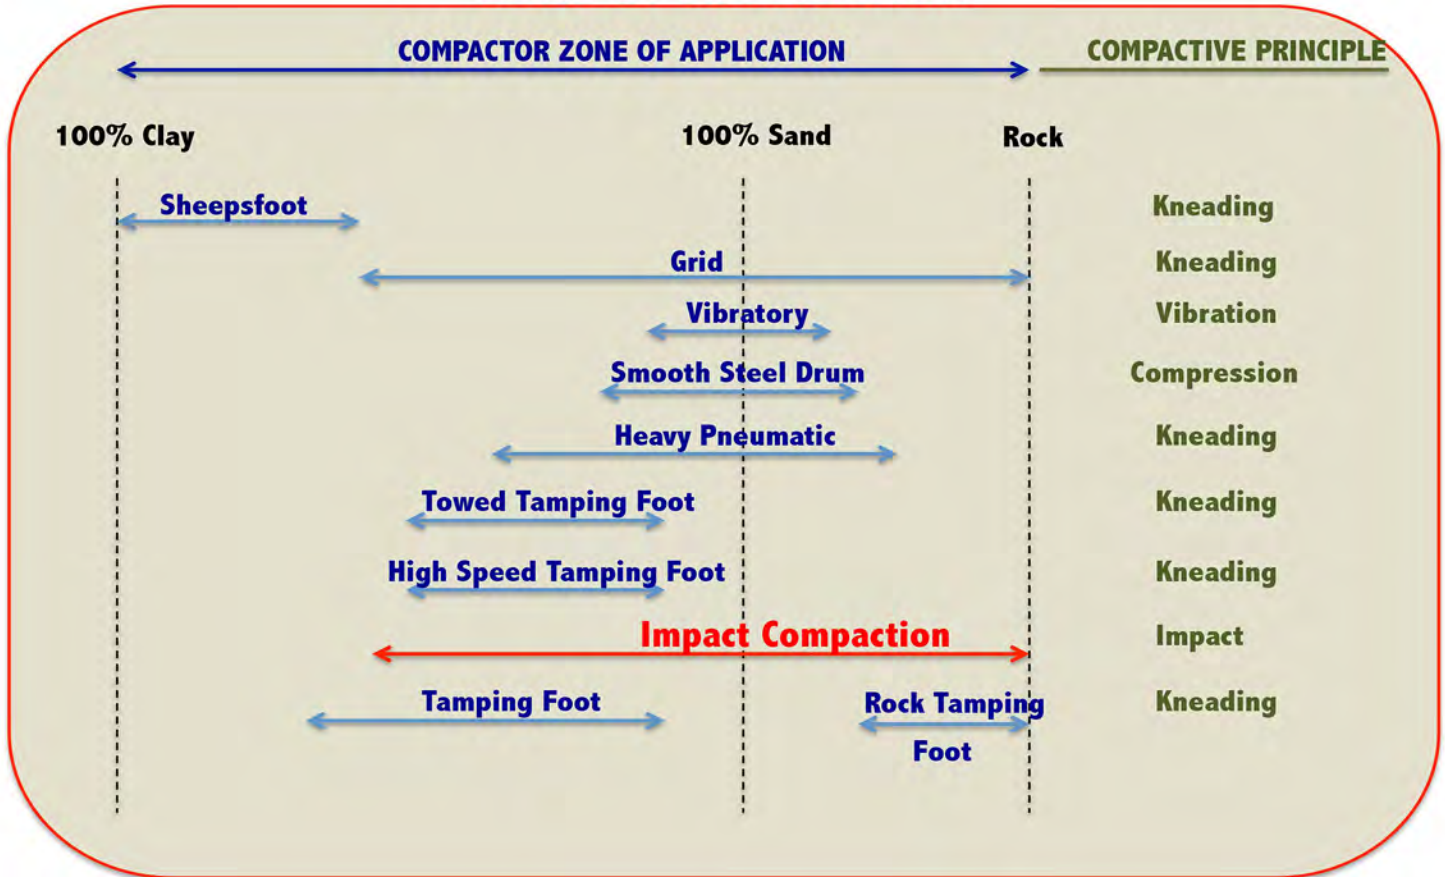 COMPACTOR ZONE OF APPLICATION COMPACTIVE PRINCIPLE
100% Clay 100% Sand Rock
Sheepsfoot Kneading
Grid Kneading
Vibratory Vibration
Smooth Steel Drum Compression
Heavy Pneumatic Kneading
Towed Tamping Foot Kneading
High Speed Tamping Foot Kneading
Impact Compaction Impact
Tamping Foot Rock Tamping Kneading
Foot